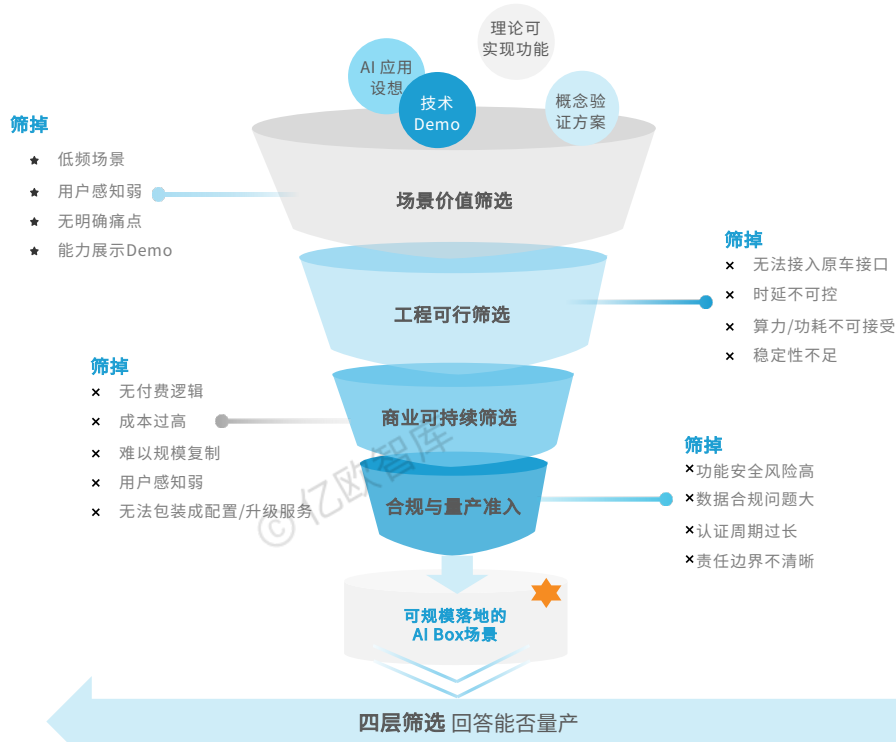 理论可
实现功能
AI 应用
设想
技术
Demo
概念验
证方案
筛掉
低频场景
用户感知弱
无明确痛点
能力展示Demo
场景价值筛选
筛掉
无法接入原车接口
时延不可控
算力/功耗不可接受
稳定性不足
工程可行筛选
筛掉
无付费逻辑
成本过高
难以规模复制
用户感知弱
无法包装成配置/升级服务
商业可持续筛选
筛掉
功能安全风险高
数据合规问题大
认证周期过长
责任边界不清晰
合规与量产准入
© 亿欧智库
可规模落地的
AI Box场景
四层筛选 回答能否量产